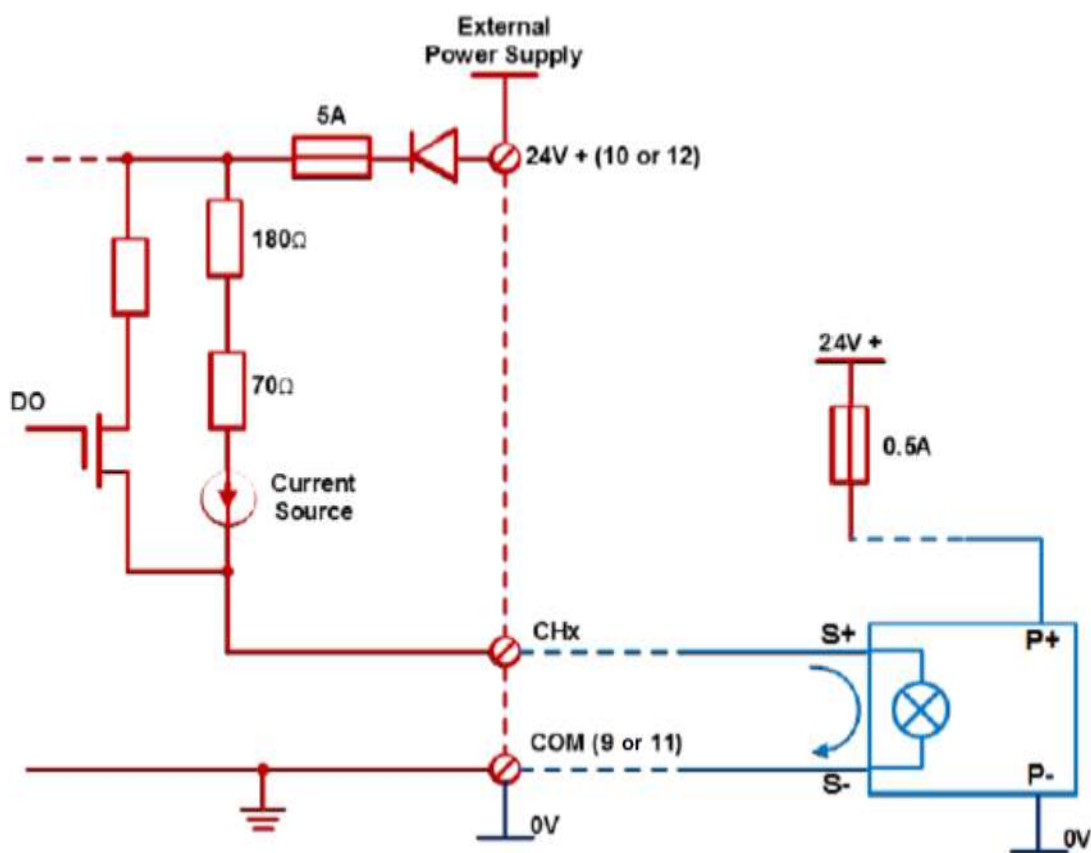 External
Power Supply
5A
24V + (10 or 12)
180Ω
24V +
70Ω
DO
0.5A
Current
Source
CHx
S+
P+
COM (9 or 11)
S-
P-
0V
0V